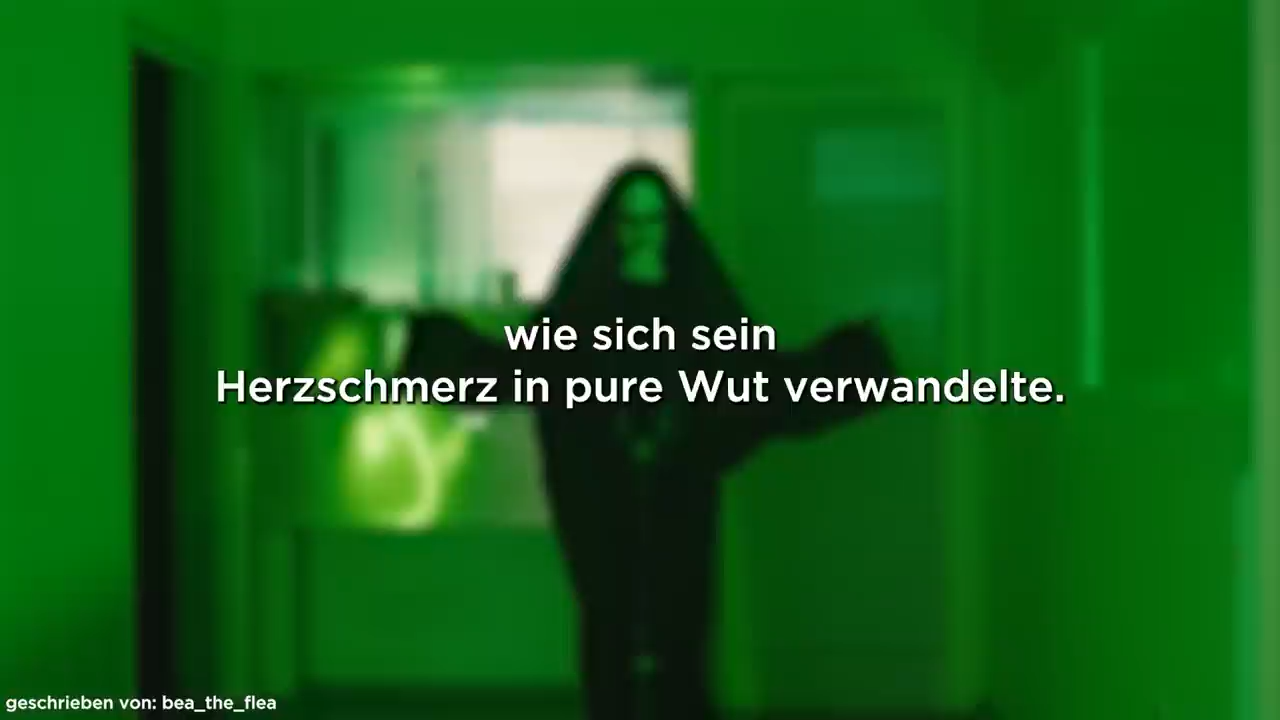 wie sich sein
Herzschmerz in pure Wut verwandelte.
geschrieben von: bea_the_flea